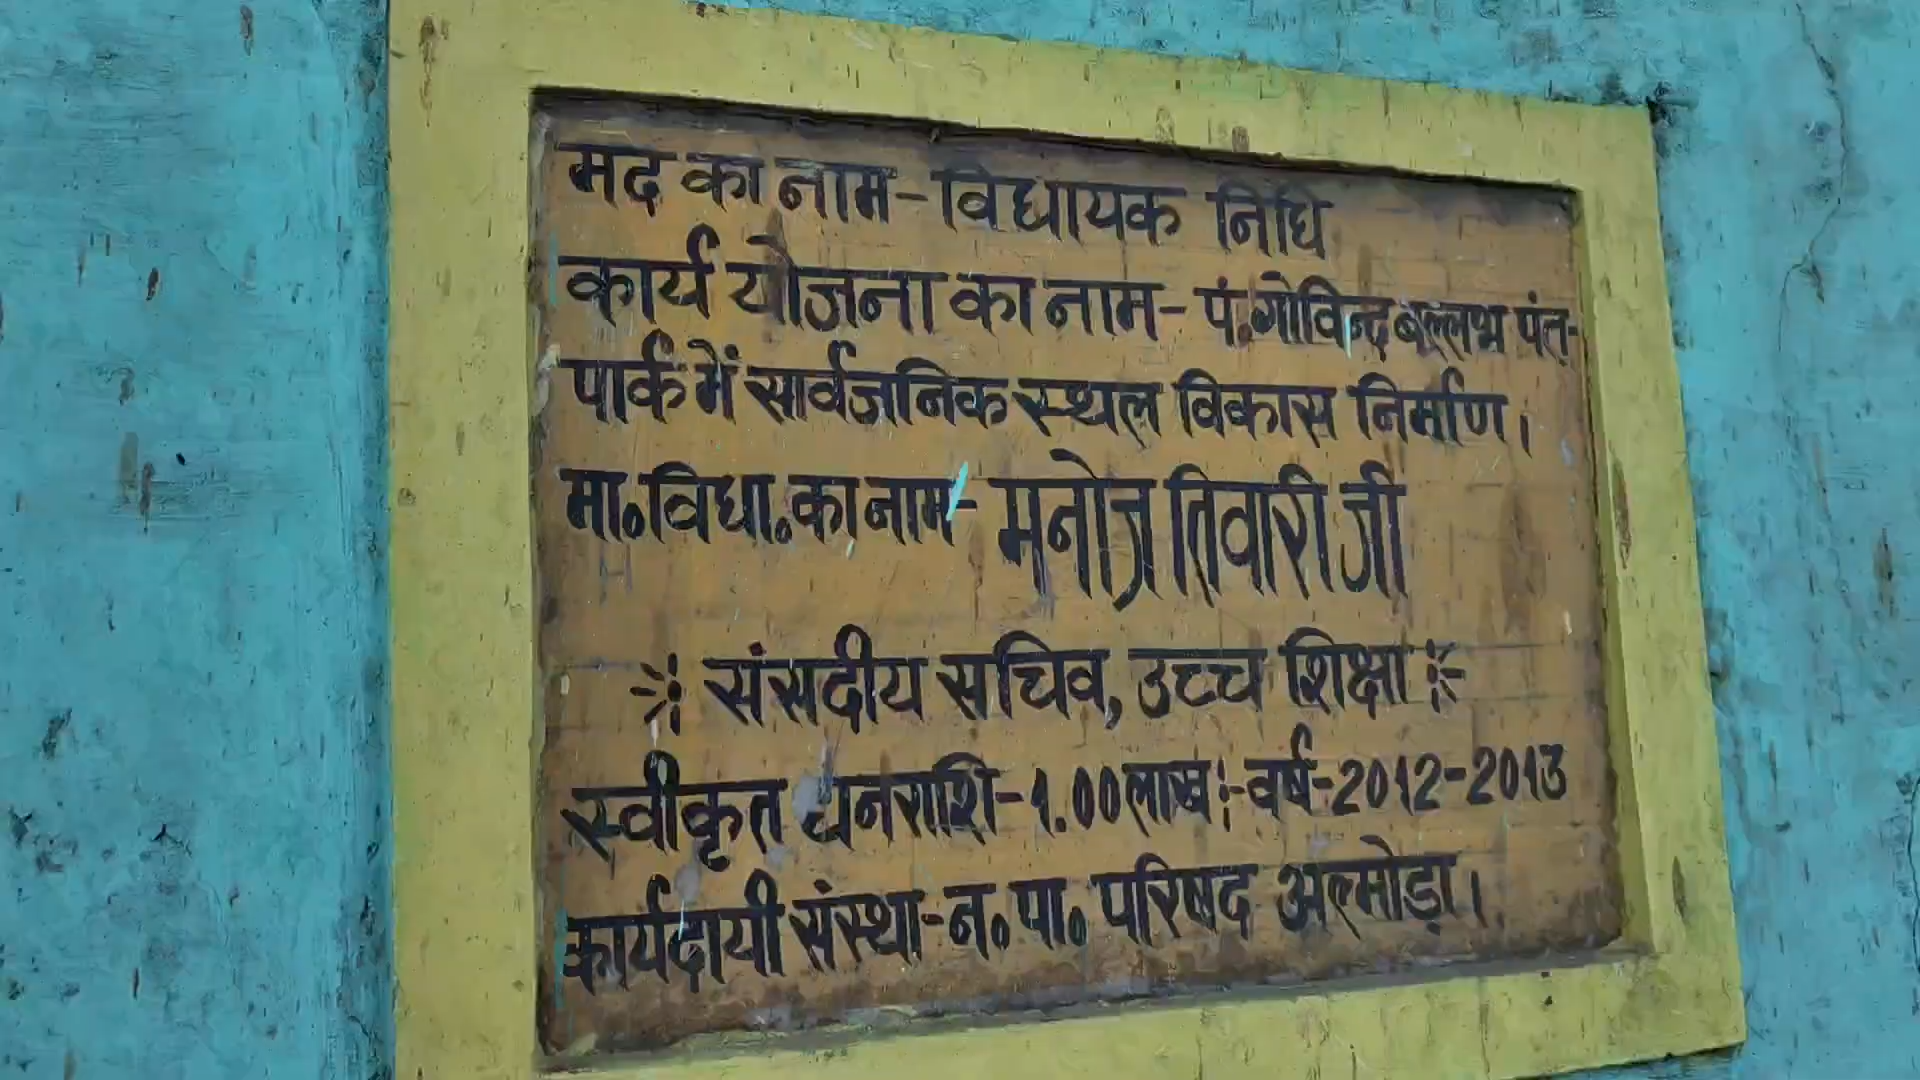 मद का नाम-विधायक निधि
कार्य योजना का नाम- पं.गोविन्द बल्लभ पंत-
पार्क में सार्वजनिक स्थल विकास निर्माण।
मा॰विधा॰का नाम- मनोज तिवारी जी
संसदीय सचिव, उच्च शिक्षा
स्वीकृत धनराशि-1.00लाख:-वर्ष-2012-2013
कार्यदायी संस्था-न॰पा॰ परिषद अल्मोड़ा।